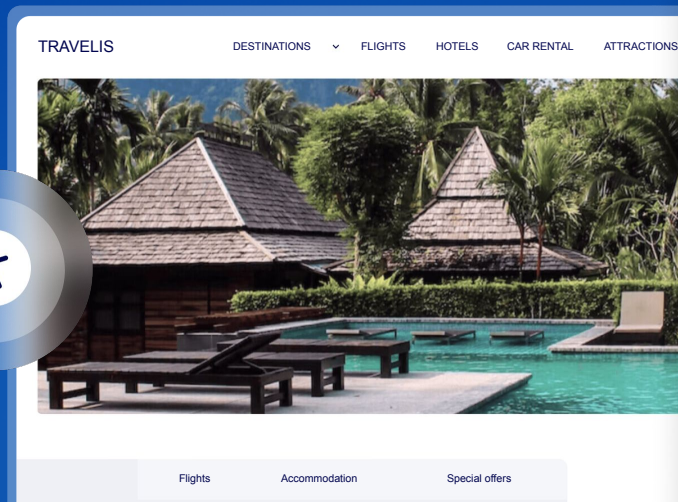 TRAVELIS DESTINATIONS FLIGHTS HOTELS CAR RENTAL ATTRACTIONS
Flights Accommodation Special offers